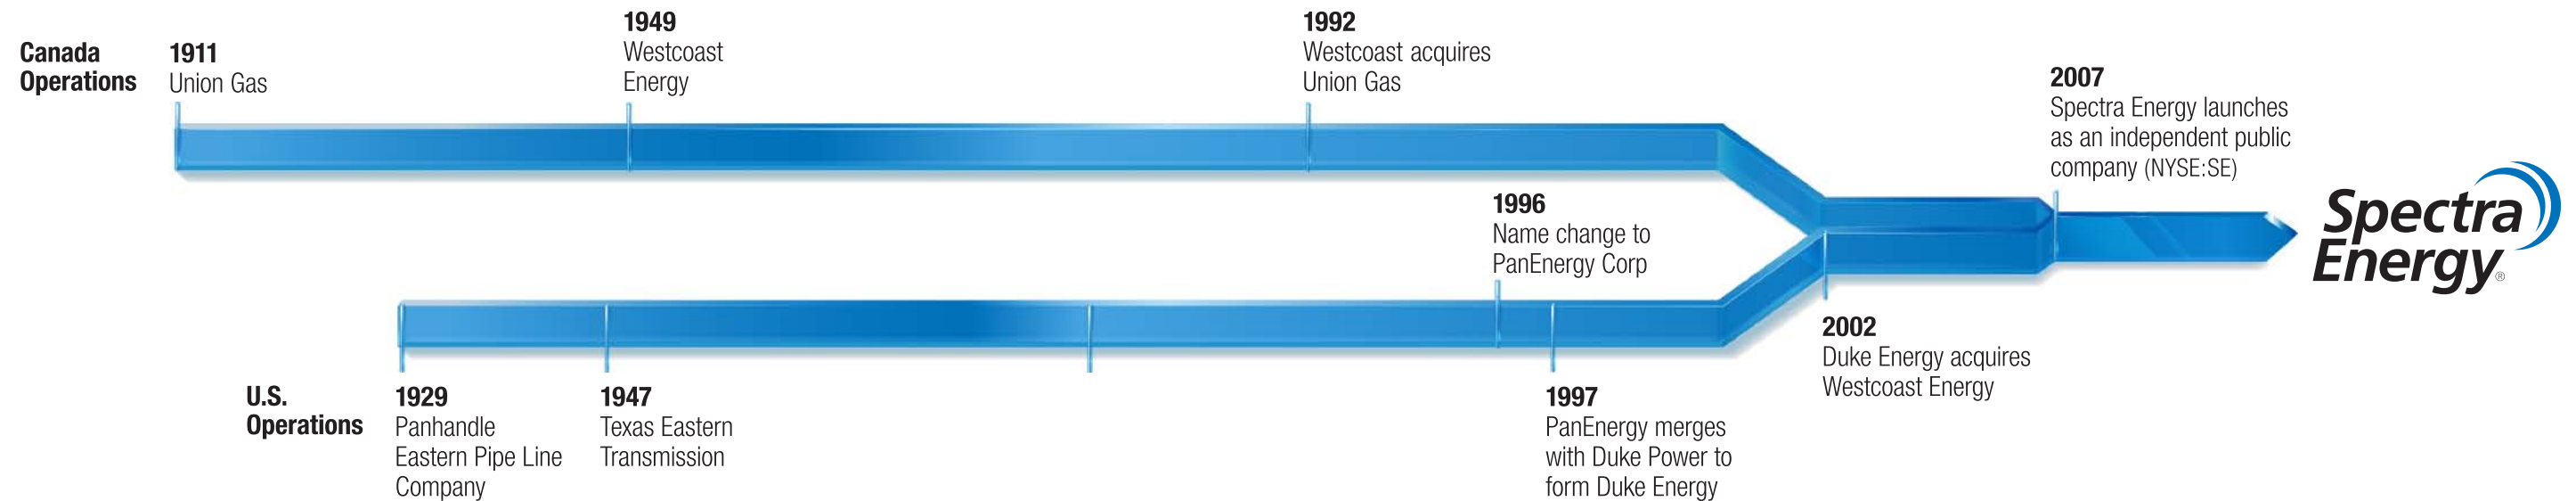 Canada
Operations
1911
Union Gas
1949
Westcoast
Energy
1992
Westcoast acquires
Union Gas
2007
Spectra Energy launches
as an independent public
company (NYSE:SE)
Spectra
Energy®
1996
Name change to
PanEnergy Corp
2002
Duke Energy acquires
Westcoast Energy
U.S.
Operations
1929
Panhandle
Eastern Pipe Line
Company
1947
Texas Eastern
Transmission
1997
PanEnergy merges
with Duke Power to
form Duke Energy